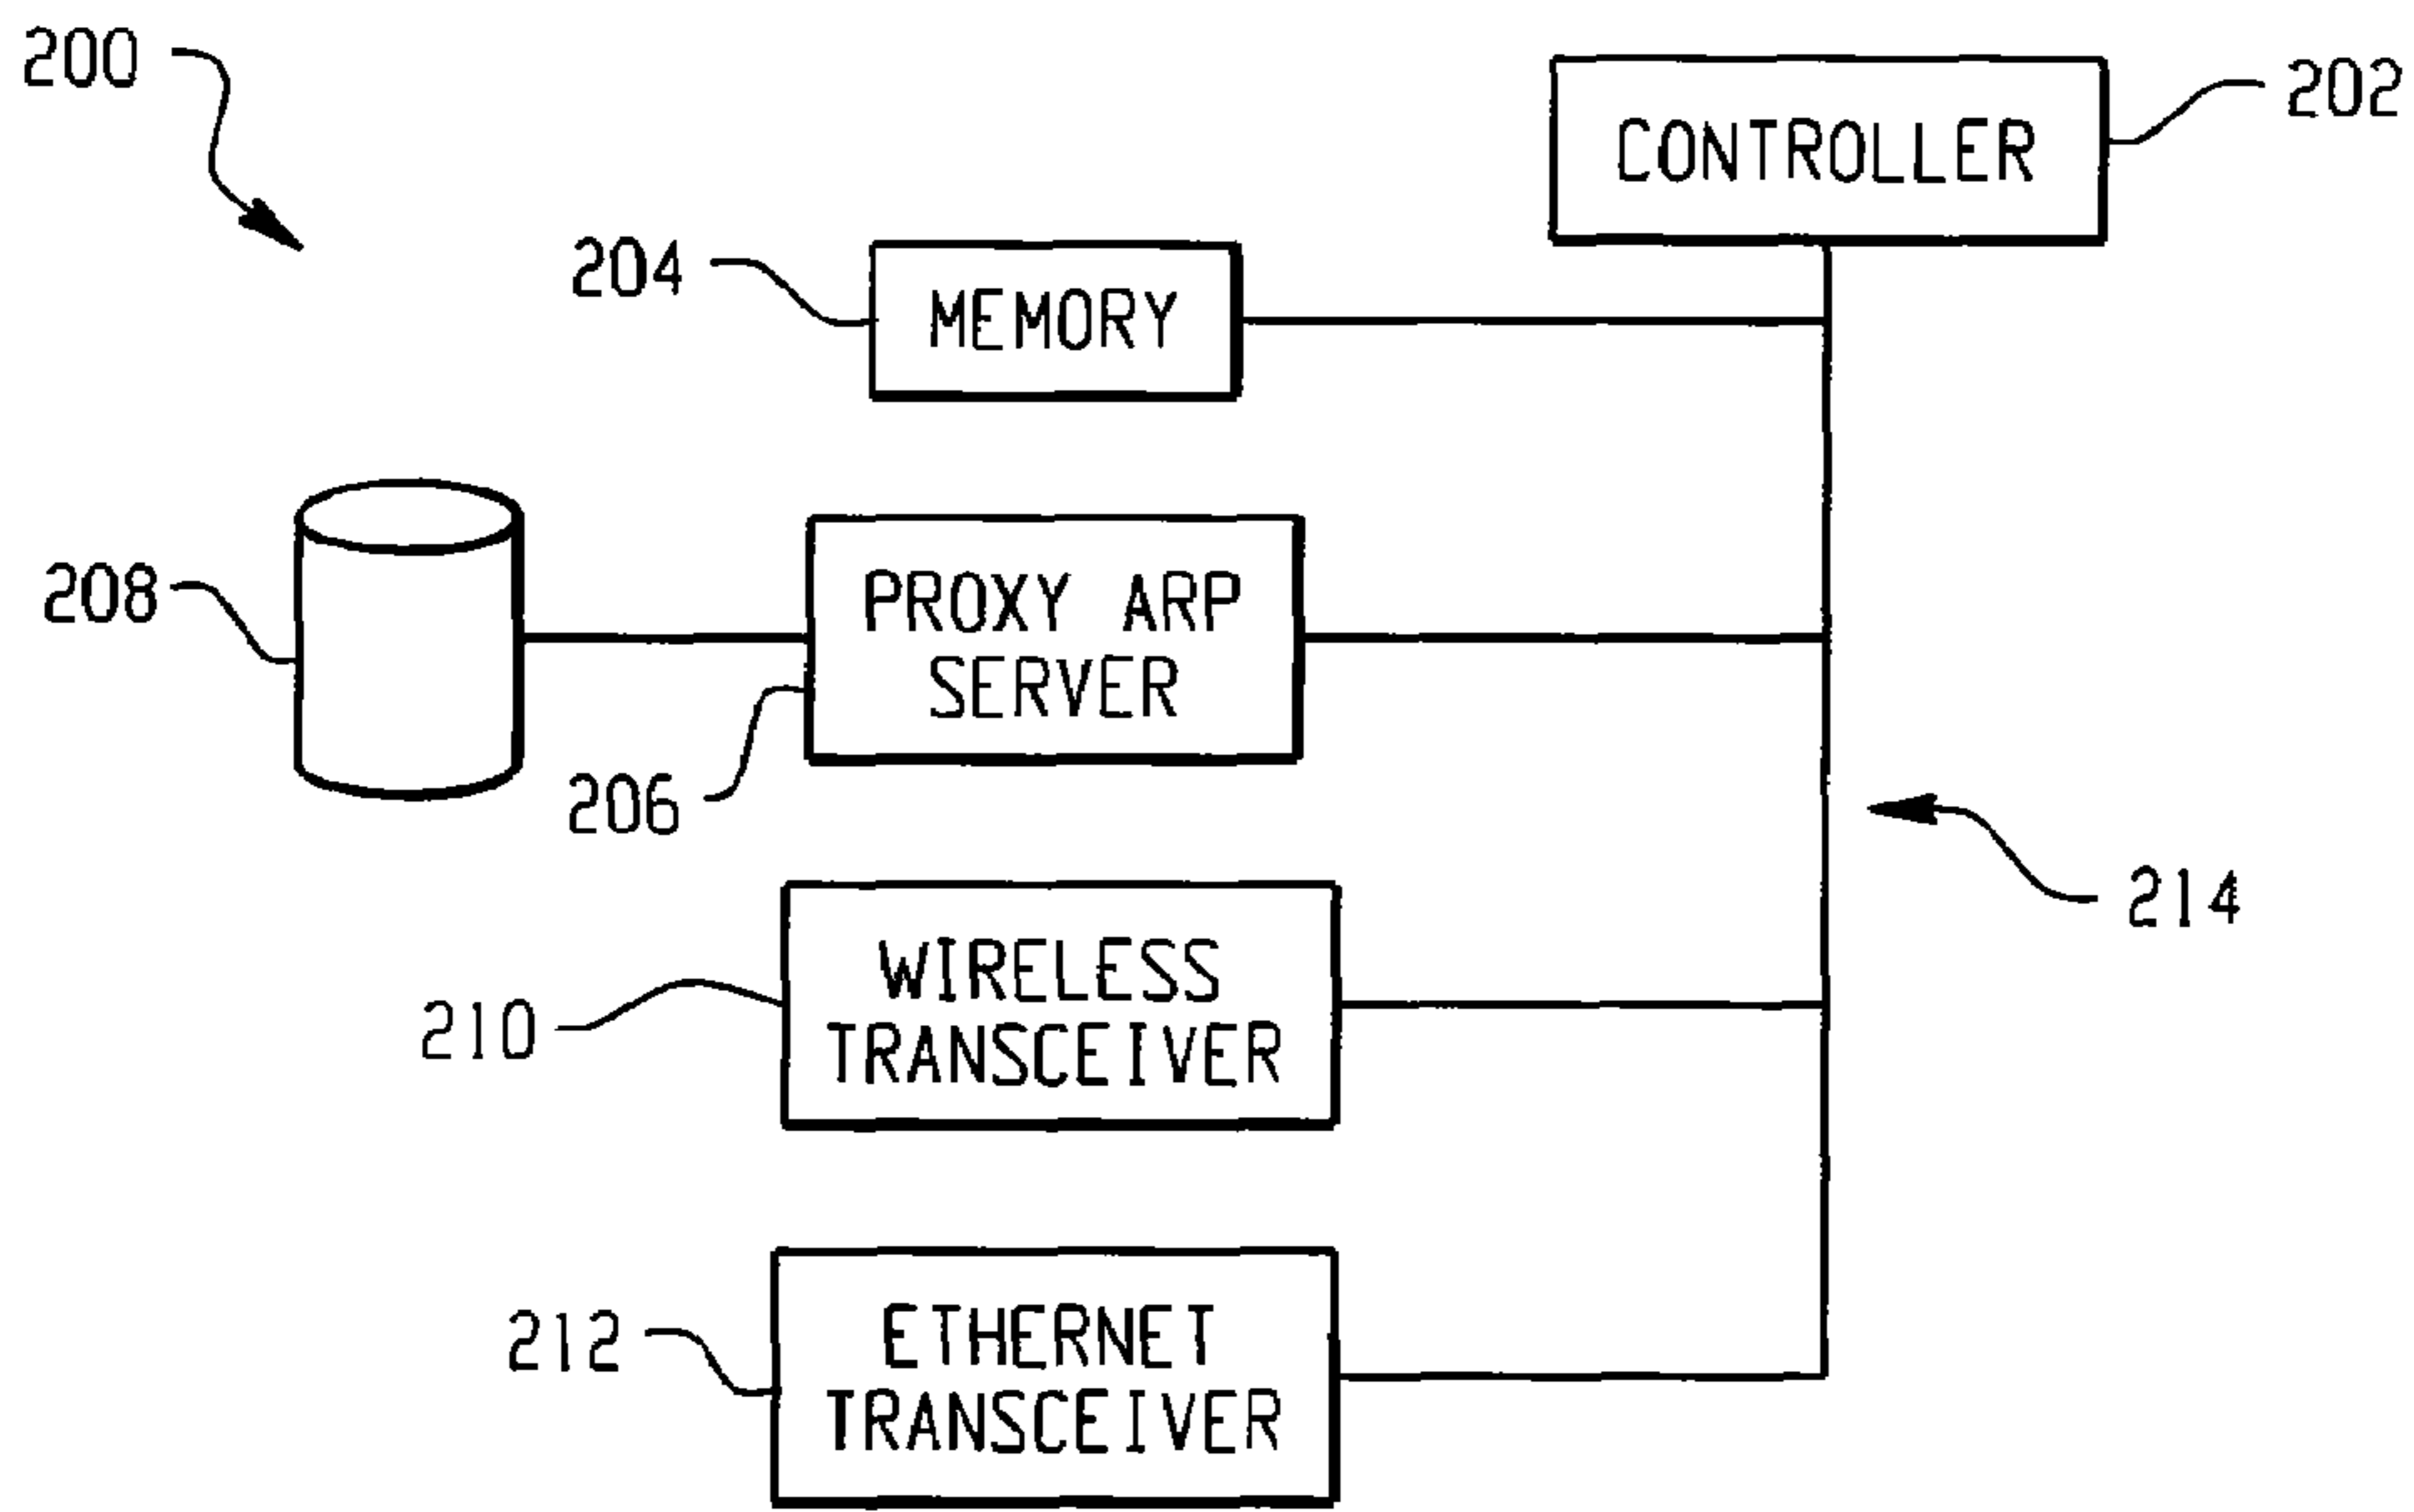 200
CONTROLLER
202
204
MEMORY
208
PROXY ARP
SERVER
206
214
WIRELESS
TRANSCEIVER
210
212
ETHERNET
TRANSCEIVER